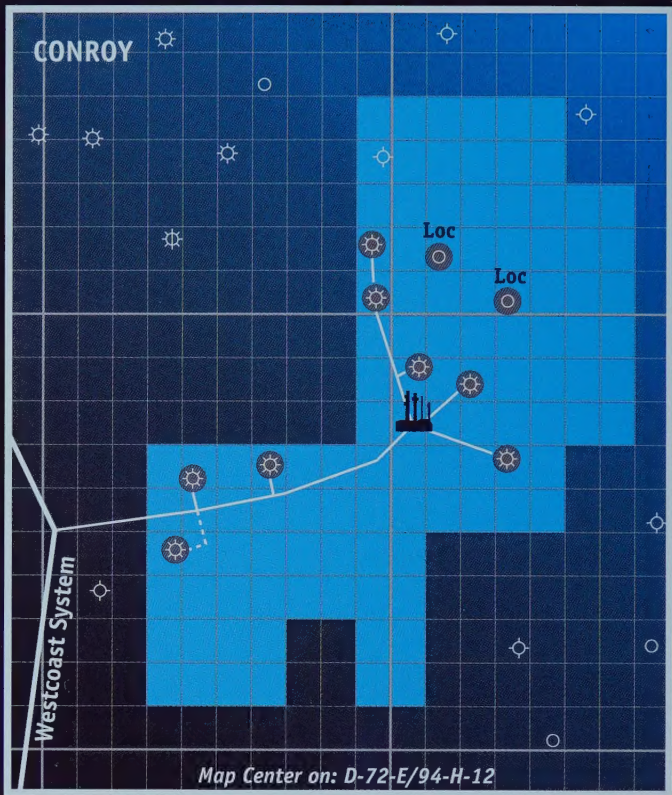 CONROY
Loc
Loc
Westcoast System
Map Center on: D-72-E/94-H-12